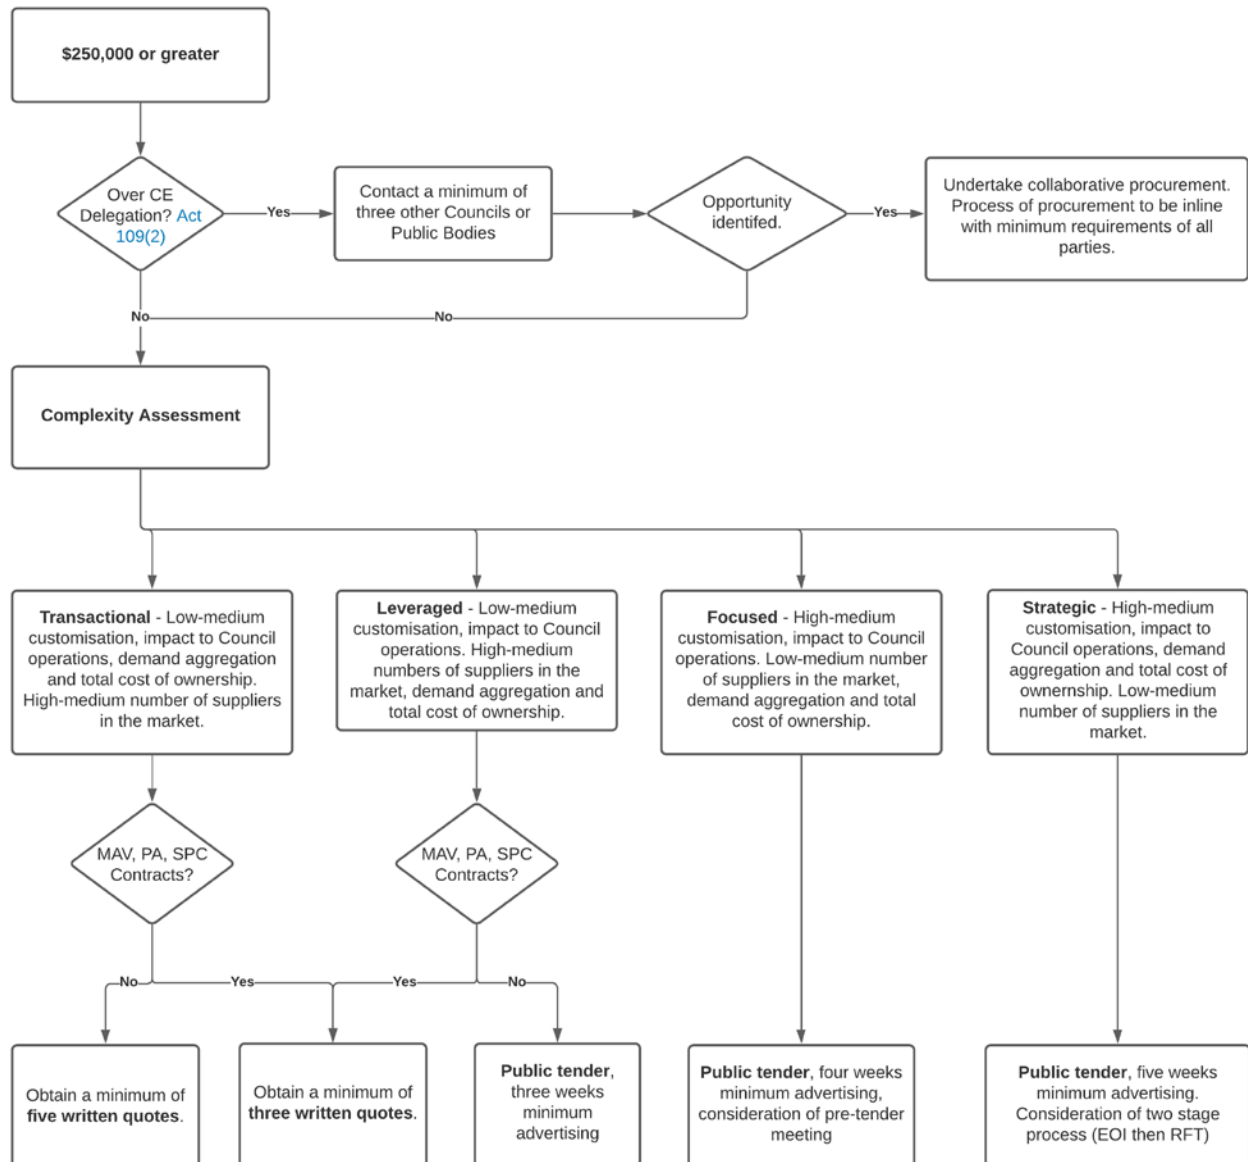 $250,000 or greater
Over CE
Delegation? Act
109(2)
Yes
Contact a minimum of
three other Councils or
Public Bodies
Opportunity
identifed.
Yes
Undertake collaborative procurement.
Process of procurement to be inline
with minimum requirements of all
parties.
No
No
Complexity Assessment
Transactional - Low-medium
customisation, impact to Council
operations, demand aggregation
and total cost of ownership.
High-medium number of suppliers
in the market.
Leveraged - Low-medium
customisation, impact to Council
operations. High-medium
numbers of suppliers in the
market, demand aggregation and
total cost of ownership.
Focused - High-medium
customisation, impact to Council
operations. Low-medium number
of suppliers in the market,
demand aggregation and total
cost of ownership.
Strategic - High-medium
customisation, impact to
Council operations, demand
aggregation and total cost of
ownernship. Low-medium
number of suppliers in the
market.
MAV, PA, SPC
Contracts?
MAV, PA, SPC
Contracts?
No
Yes
Yes
No
Obtain a minimum of
five written quotes.
Obtain a minimum of
three written quotes.
Public tender,
three weeks
minimum
advertising
Public tender, four weeks
minimum advertising,
consideration of pre-tender
meeting
Public tender, five weeks
minimum advertising.
Consideration of two stage
process (EOI then RFT)